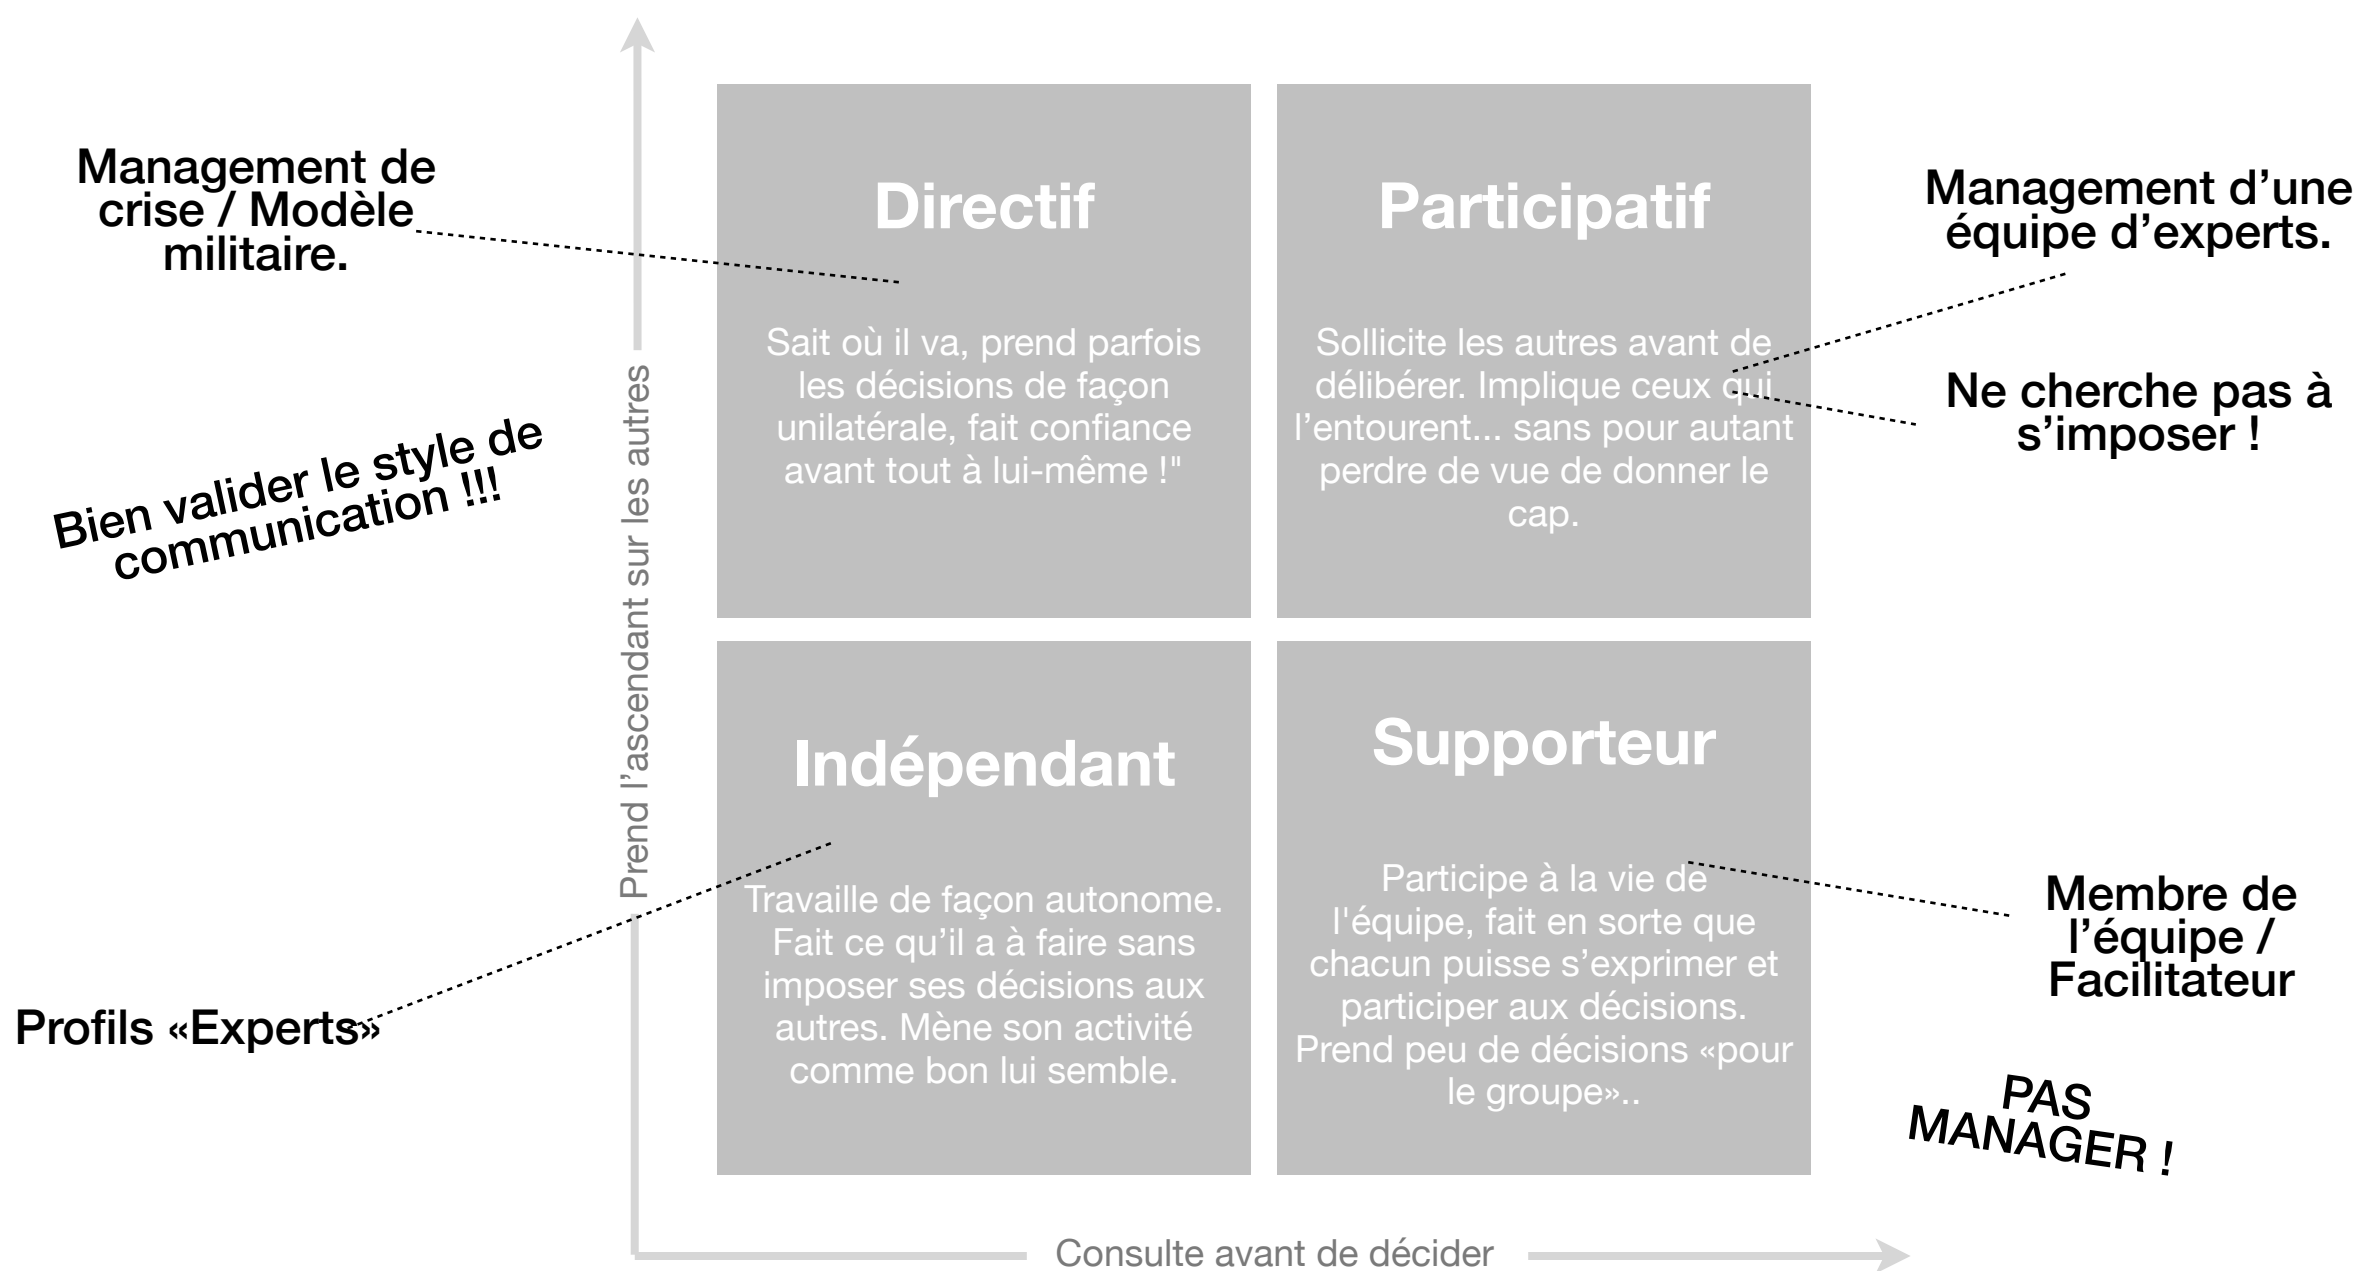 Management de
crise / Modèle
militaire.
Bien valider le style de
communication !!!
Profils «Experts»
Prend l’ascendant sur les autres
Directif
Sait où il va, prend parfois
les décisions de façon
unilatérale, fait confiance
avant tout à lui-même !"
Participatif
Sollicite les autres avant de
délibérer. Implique ceux qui
l’entourent... sans pour autant
perdre de vue de donner le
cap.
Management d’une
équipe d’experts.
Ne cherche pas à
s’imposer !
Indépendant
Travaille de façon autonome.
Fait ce qu’il a à faire sans
imposer ses décisions aux
autres. Mène son activité
comme bon lui semble.
Supporteur
Participe à la vie de
l'équipe, fait en sorte que
chacun puisse s’exprimer et
participer aux décisions.
Prend peu de décisions «pour
le groupe»..
Membre de
l’équipe /
Facilitateur
PAS
MANAGER !
Consulte avant de décider